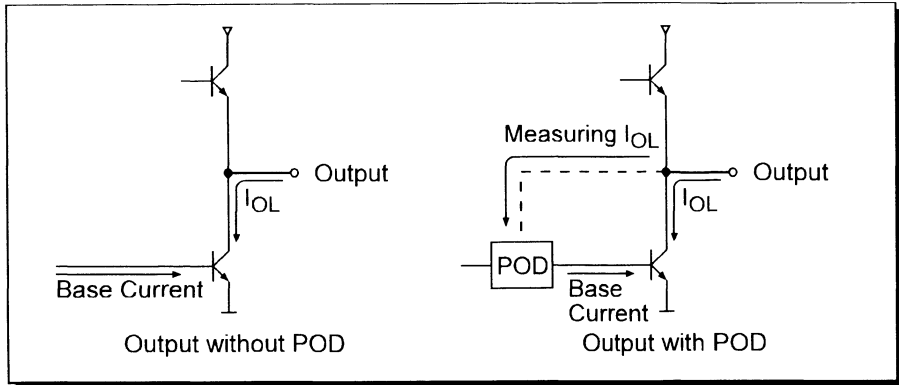 Output
I_OL
Base Current
Output without POD
Measuring I_OL
Output
I_OL
POD
Base
Current
Output with POD